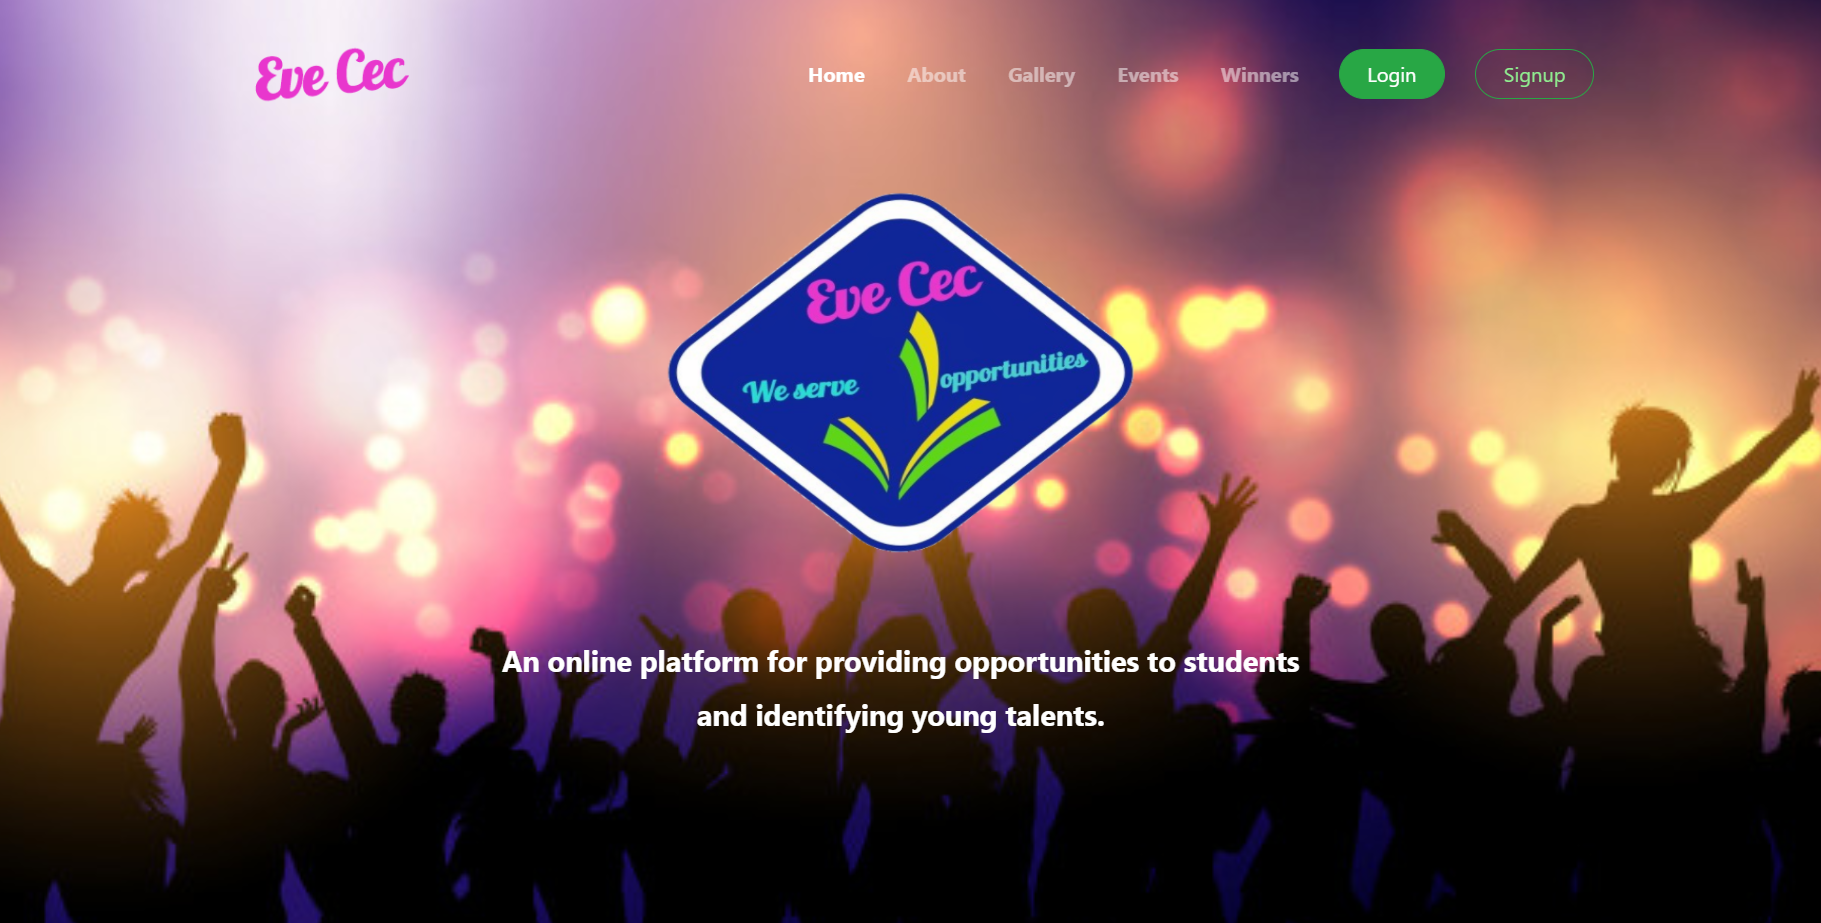 Eve Cec
Home About Gallery Events Winners Login Signup
Eve Cec
We serve opportunities
An online platform for providing opportunities to students
and identifying young talents.